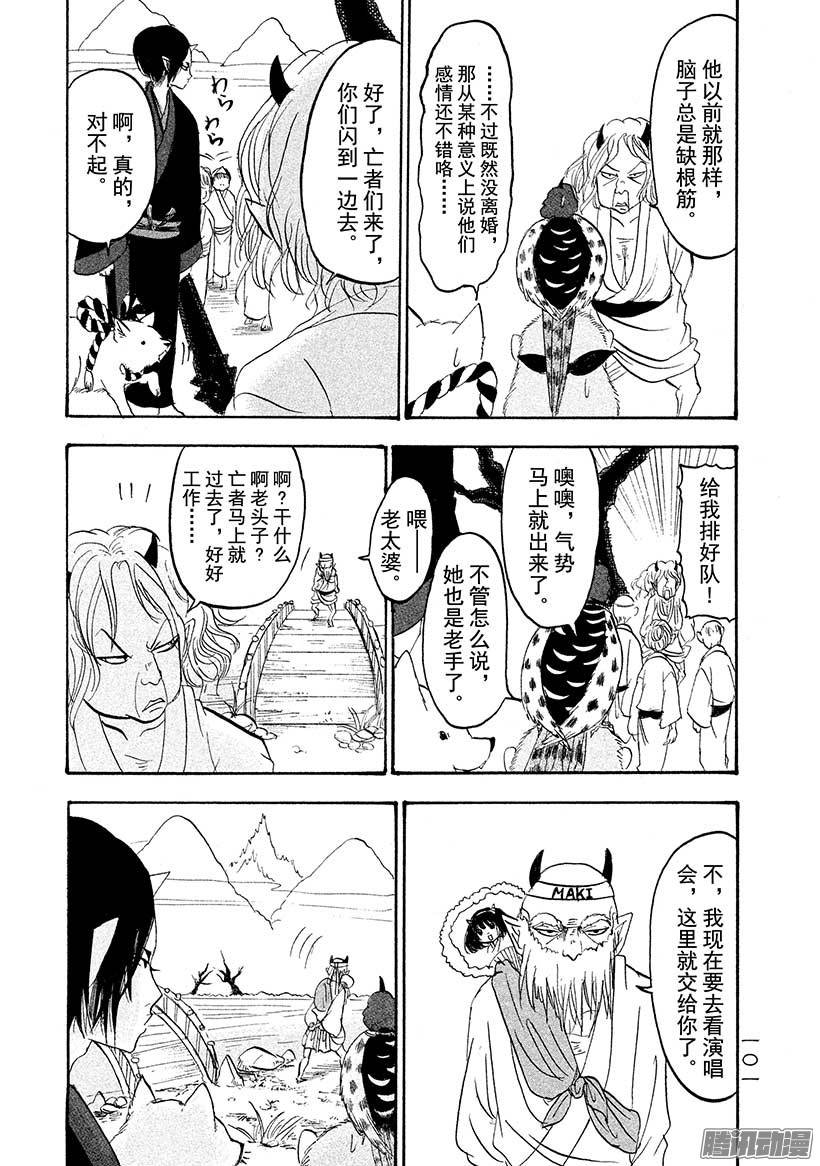 他以前就那样，
脑子总是缺根筋。
……不过既然没离婚，
那从某种意义上说他们
感情还不错咯……
好了，亡者们来了，
你们闪到一边去。
わら
わら
啊，真的，
对不起。
给我排好队！
噢噢，气势
马上就出来了。
不管怎么说，
她也是老手了。
喂——
老太婆。
啊？干什么
啊老头子？
亡者马上就
过去了，好好
工作……
不，我现在要去看演唱
会，这里就交给你了。
MAKI
一〇一
腾讯动漫